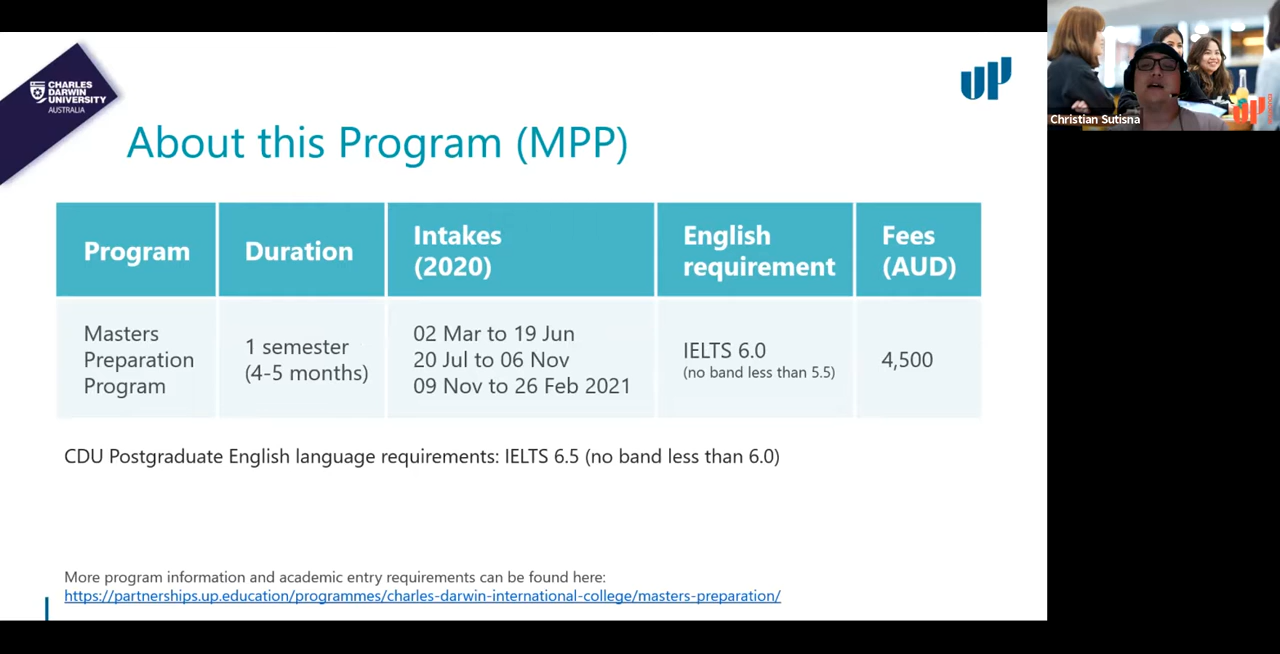 CHARLES
DARWIN
UNIVERSITY
AUSTRALIA
UP
Christian Sutisna
UP
About this Program (MPP)
Program
Duration
Intakes
(2020)
English
requirement
Fees
(AUD)
Masters
Preparation
Program
1 semester
(4-5 months)
02 Mar to 19 Jun
20 Jul to 06 Nov
09 Nov to 26 Feb 2021
IELTS 6.0
(no band less than 5.5)
4,500
CDU Postgraduate English language requirements: IELTS 6.5 (no band less than 6.0)
More program information and academic entry requirements can be found here:
https://partnerships.up.education/programmes/charles-darwin-international-college/masters-preparation/